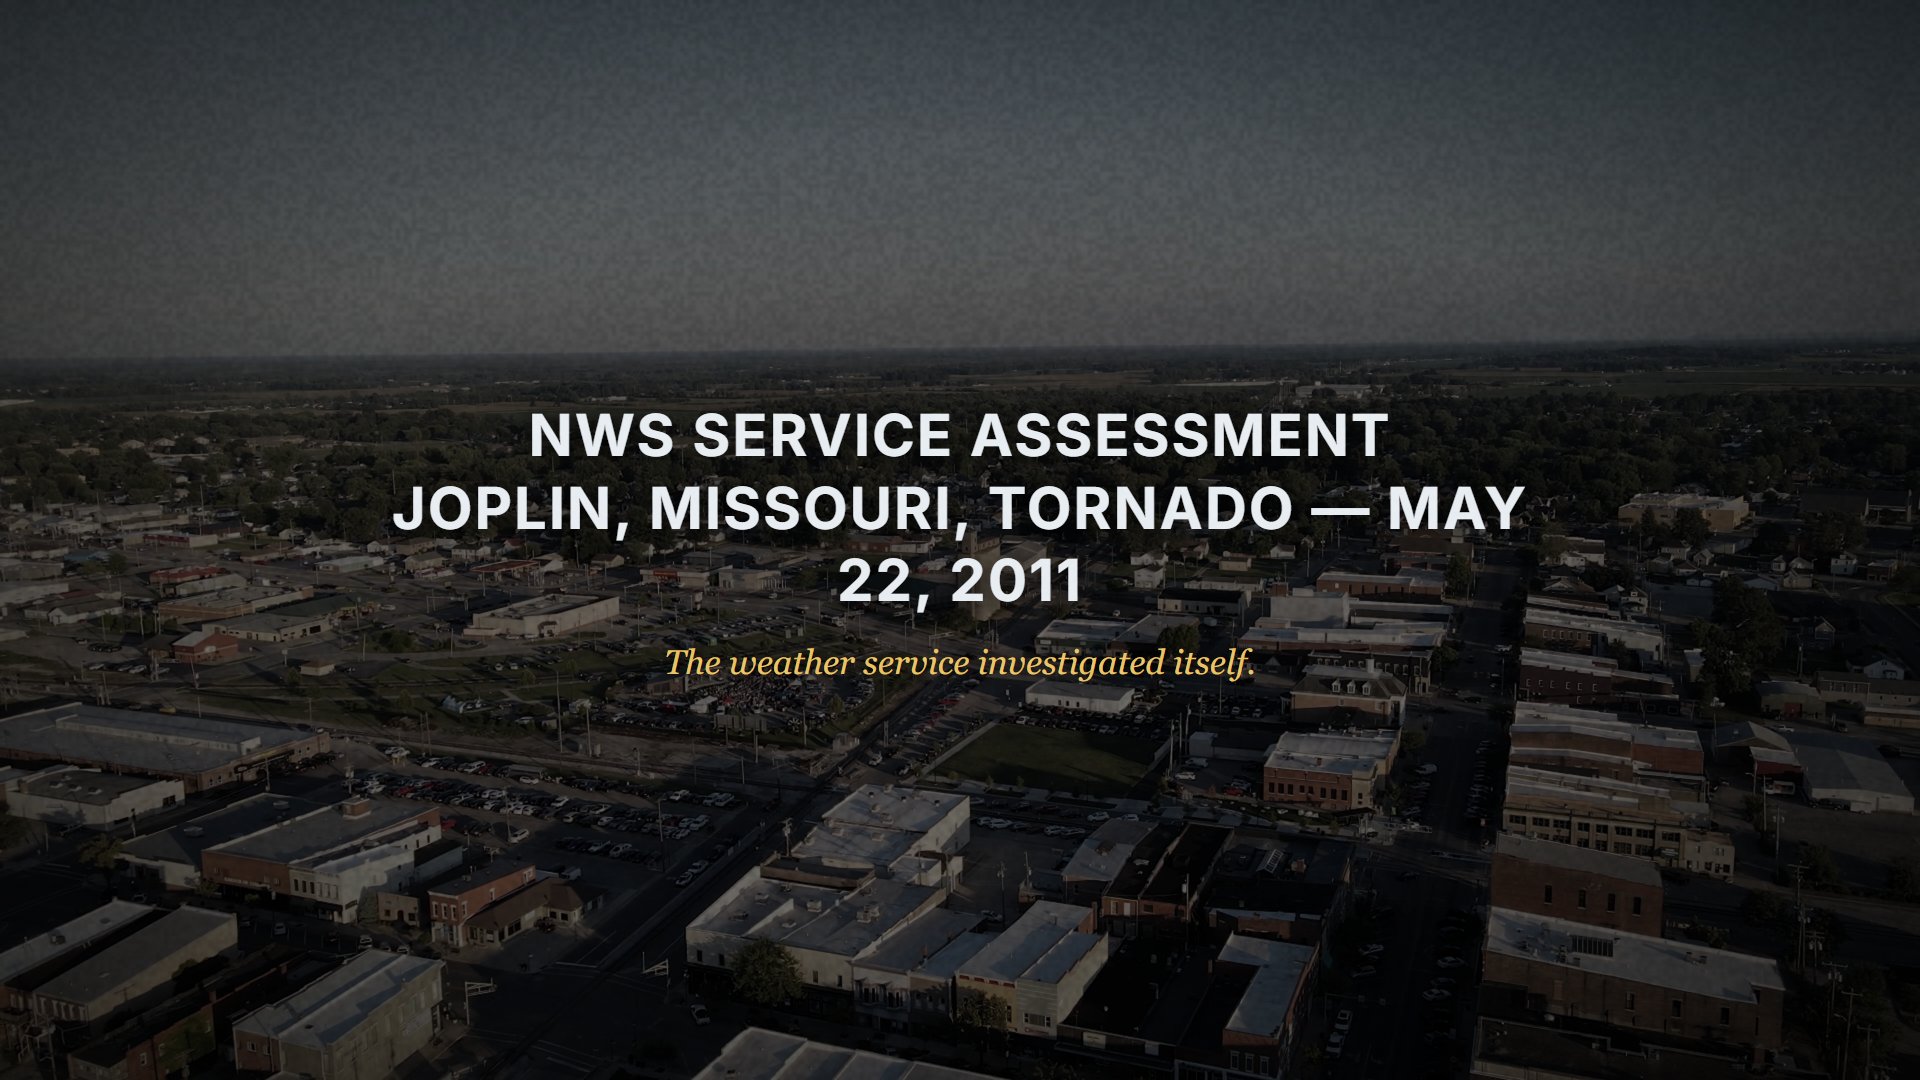 NWS SERVICE ASSESSMENT
JOPLIN, MISSOURI, TORNADO — MAY
22, 2011
The weather service investigated itself.